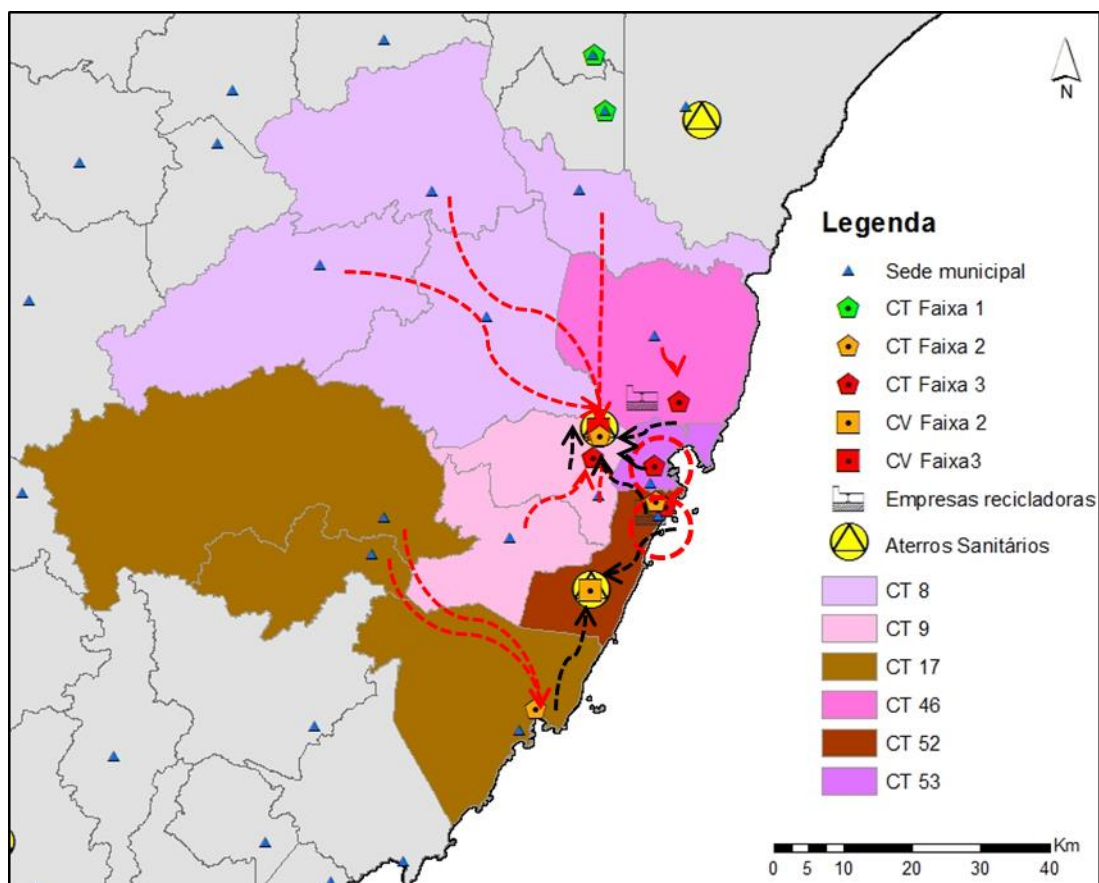 N
Legenda
Sede municipal
CT Faixa 1
CT Faixa 2
CT Faixa 3
CV Faixa 2
CV Faixa3
Empresas recicladoras
Aterros Sanitários
CT 8
CT 9
CT 17
CT 46
CT 52
CT 53
Km
0 5 10 20 30 40